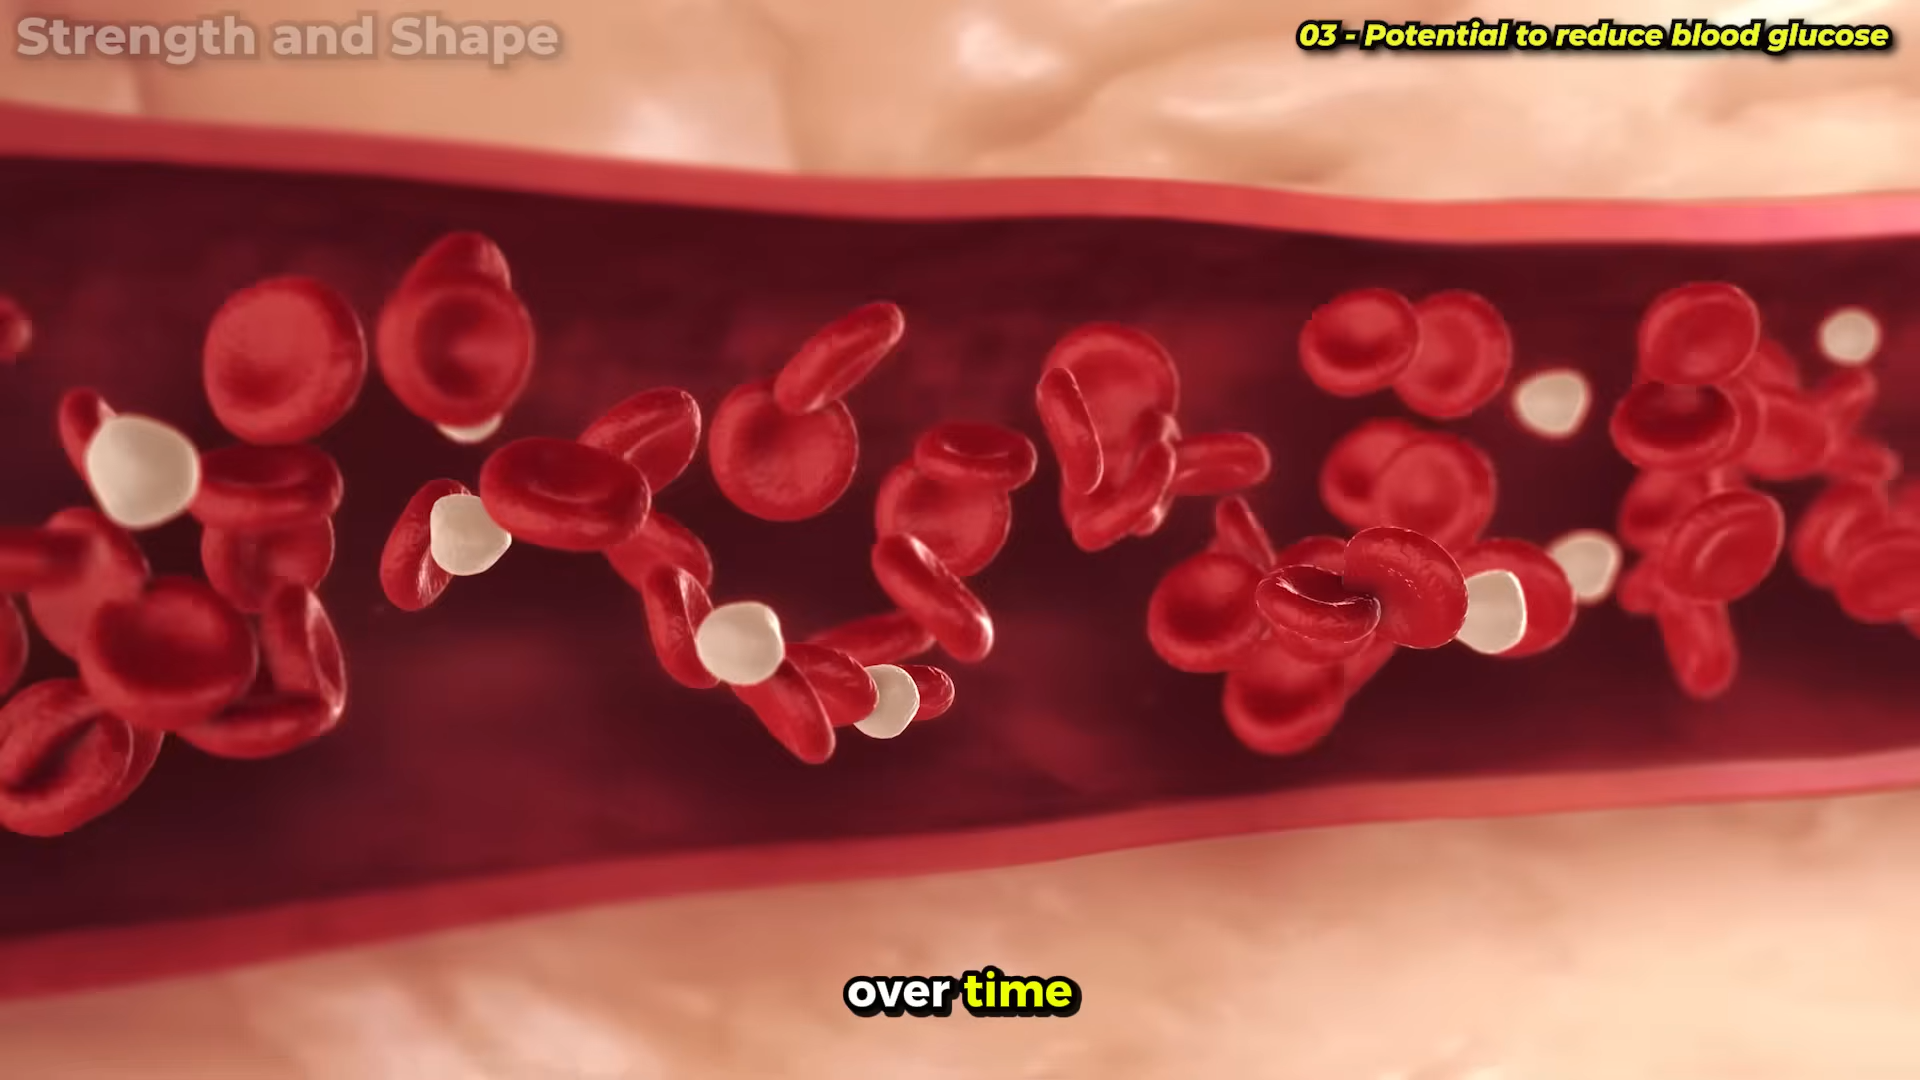 Strength and Shape
03 - Potential to reduce blood glucose
over time